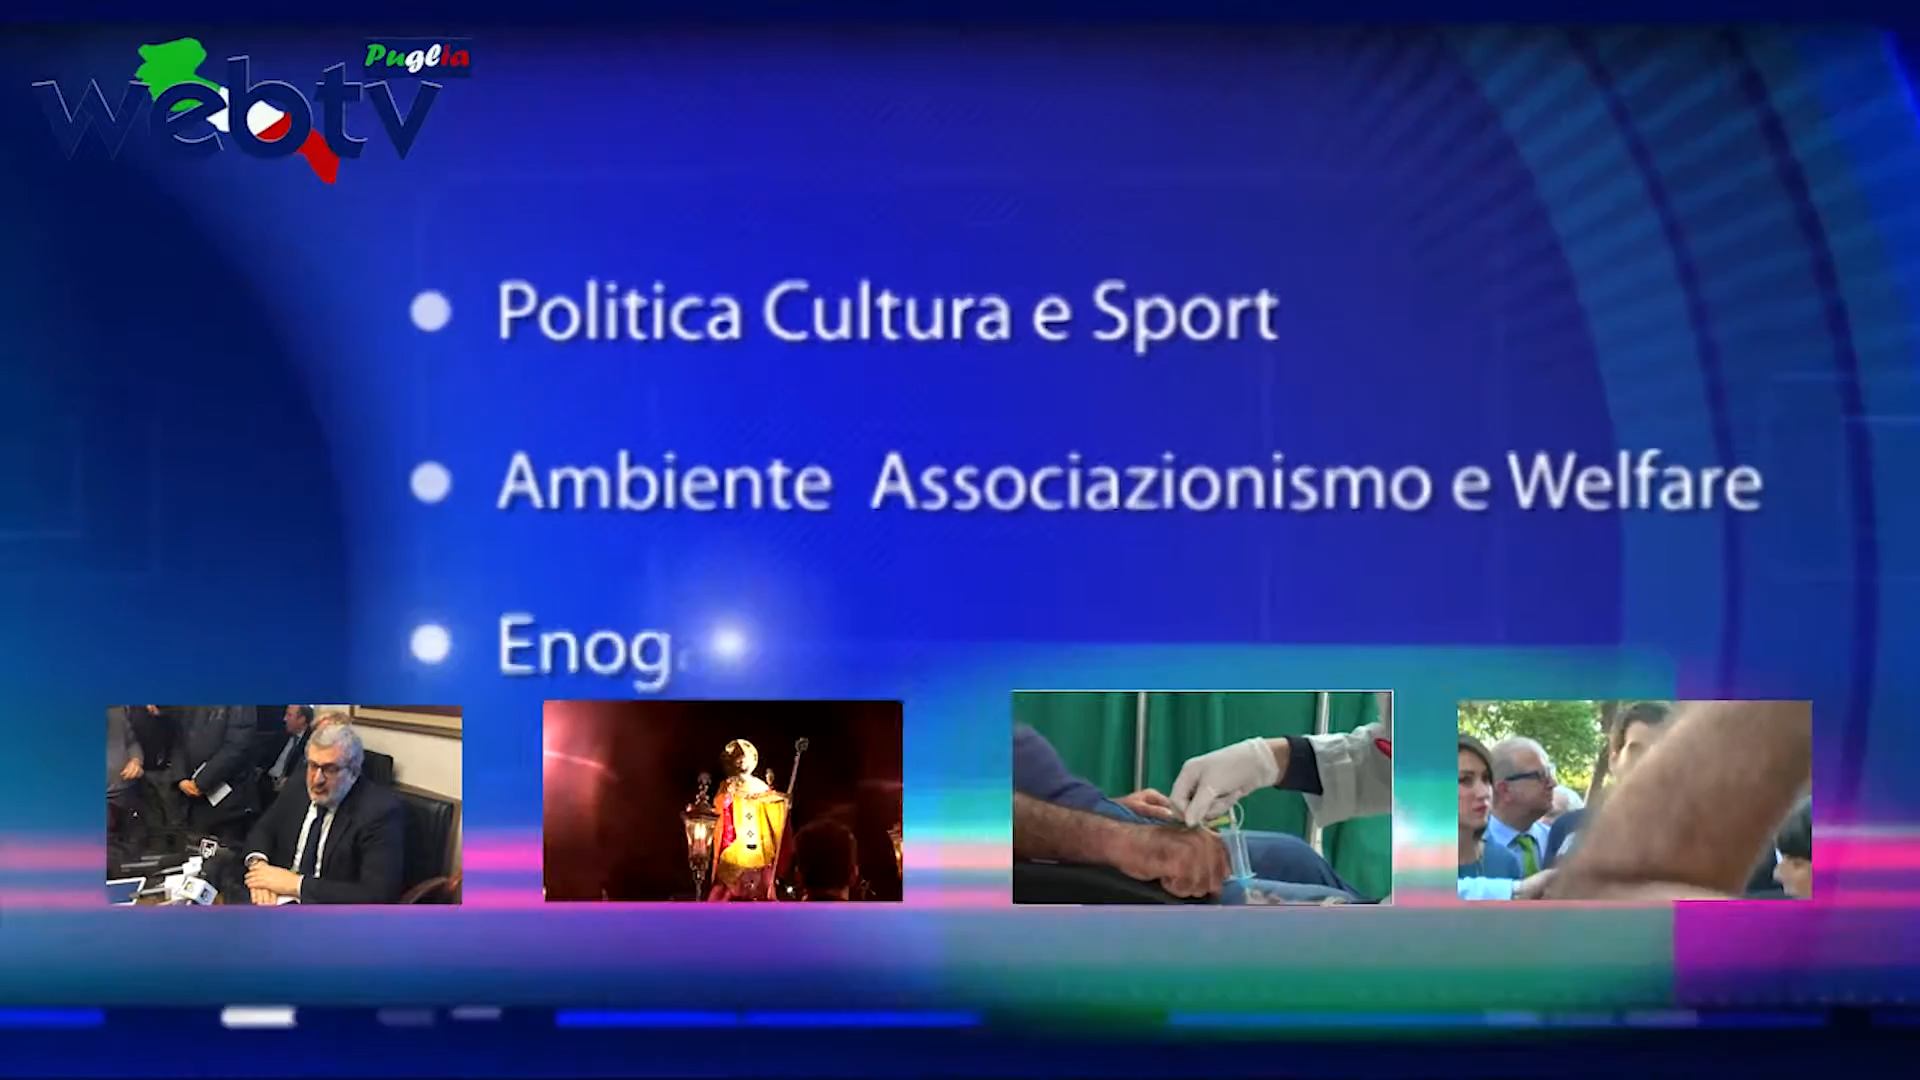 Puglia
webtv
Politica Cultura e Sport
Ambiente Associazionismo e Welfare
Enog